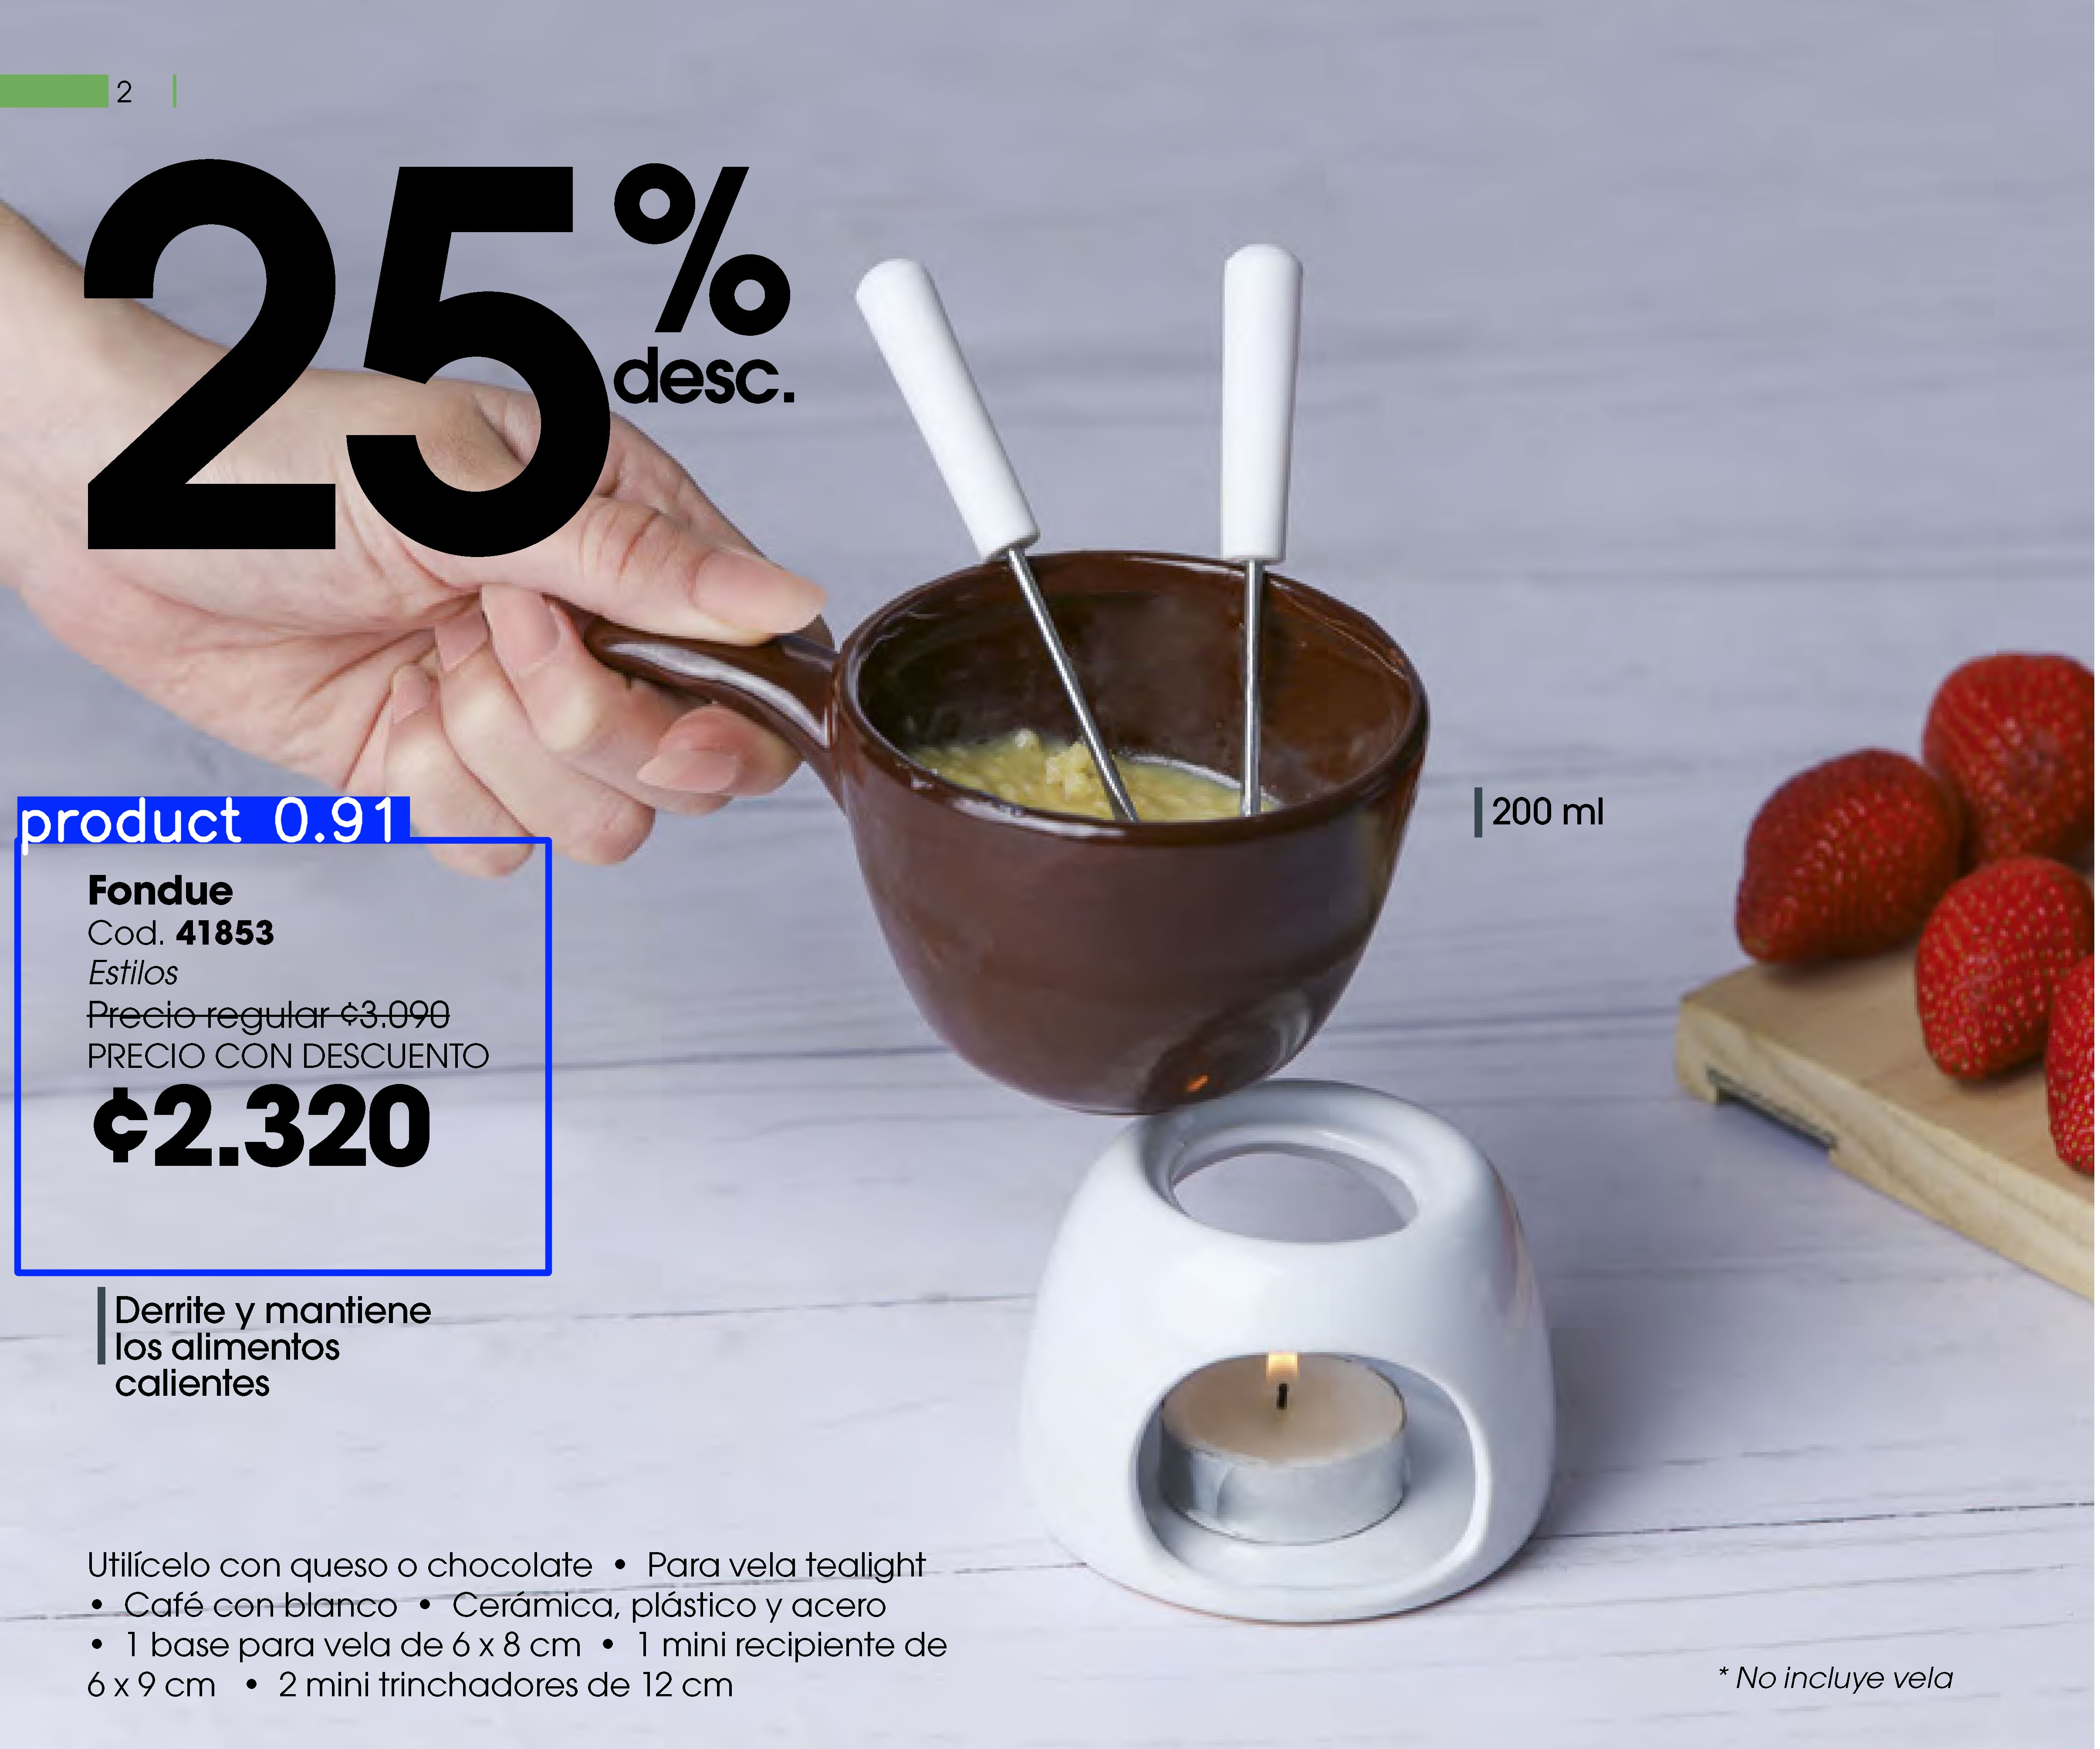 2
25%
desc.
200 ml
product 0.91
Fondue
Cod. 41853
Estilos
Precio regular ¢3.090
PRECIO CON DESCUENTO
¢2.320
Derrite y mantiene
los alimentos
calientes
Utilícelo con queso o chocolate • Para vela tealight
• Café con blanco • Cerámica, plástico y acero
• 1 base para vela de 6 x 8 cm • 1 mini recipiente de
6 x 9 cm • 2 mini trinchadores de 12 cm
* No incluye vela